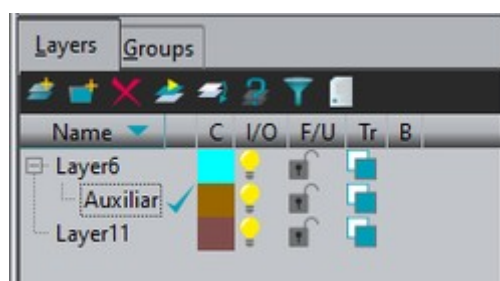 Layers Groups
Name C I/O F/U Tr B
Layer6
Auxiliar
Layer11